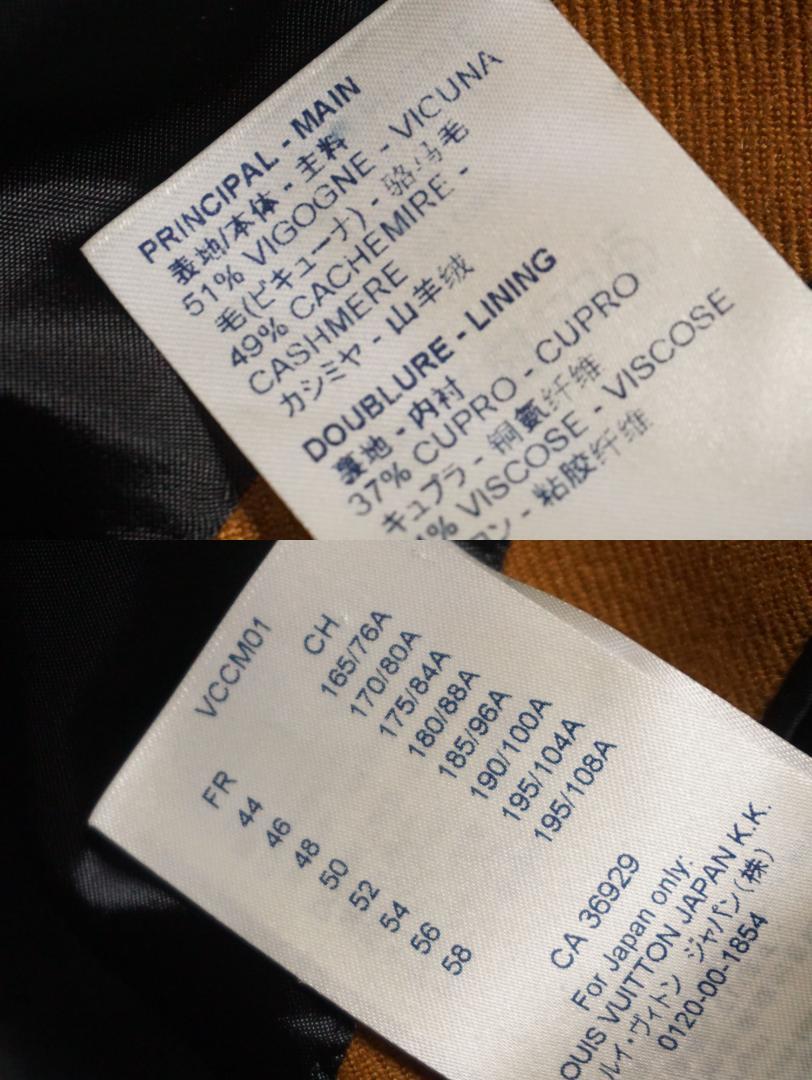 PRINCIPAL - MAIN
表地/本体 - 主料
51% VIGOGNE - VICUNA
毛(ビキューナ) - 骆马毛
49% CACHEMIRE -
CASHMERE
カシミヤ - 山羊绒
DOUBLURE - LINING
裏地 - 内衬
37% CUPRO - CUPRO
キュプラ - 铜氨纤维
% VISCOSE - VISCOSE
ン - 粘胶纤维
VCCM01
FR CH
44 165/76A
46 170/80A
48 175/84A
50 180/88A
52 185/96A
54 190/100A
56 195/104A
58 195/108A
CA 36929
For Japan only:
OUIS VUITTON JAPAN K.K.
ルイ・ヴィトン ジャパン(株)
0120-00-1854